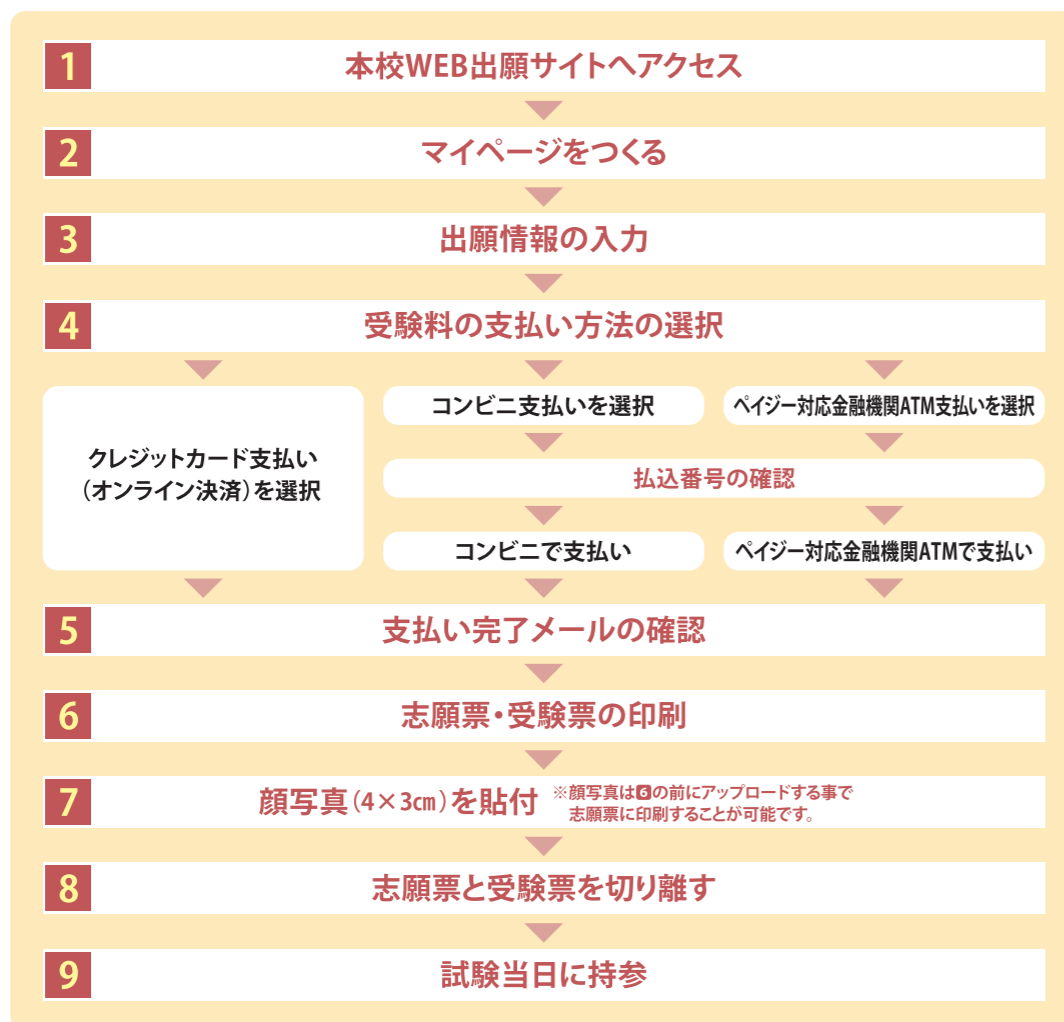 1 本校WEB出願サイトへアクセス
2 マイページをつくる
3 出願情報の入力
4 受験料の支払い方法の選択
クレジットカード支払い
（オンライン決済）を選択
コンビニ支払いを選択
ペイジー対応金融機関ATM支払いを選択
払込番号の確認
コンビニで支払い
ペイジー対応金融機関ATMで支払い
5 支払い完了メールの確認
6 志願票・受験票の印刷
7 顔写真（4×3㎝）を貼付 ※顔写真は6の前にアップロードする事で
志願票に印刷することが可能です。
8 志願票と受験票を切り離す
9 試験当日に持参